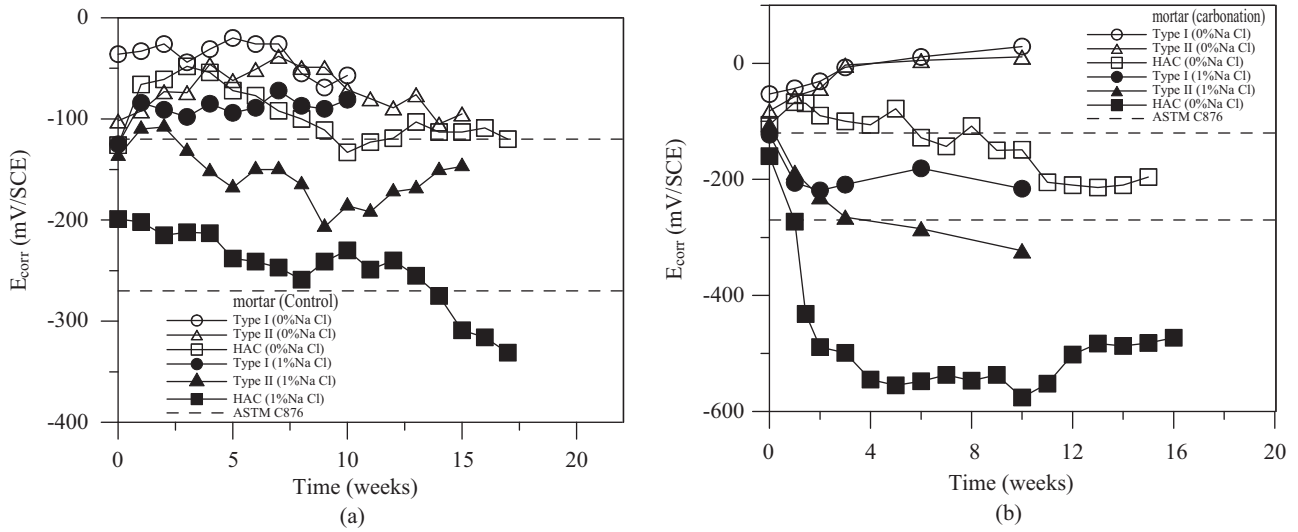 0
-100
-200
-300
-400
E_corr (mV/SCE)
mortar (Control)
Type I (0%Na Cl)
Type II (0%Na Cl)
HAC (0%Na Cl)
Type I (1%Na Cl)
Type II (1%Na Cl)
HAC (1%Na Cl)
ASTM C876
0 5 10 15 20
Time (weeks)
(a)
0
-200
-400
-600
E_corr (mV/SCE)
mortar (carbonation)
Type I (0%Na Cl)
Type II (0%Na Cl)
HAC (0%Na Cl)
Type I (1%Na Cl)
Type II (1%Na Cl)
HAC (0%Na Cl)
ASTM C876
0 4 8 12 16 20
Time (weeks)
(b)